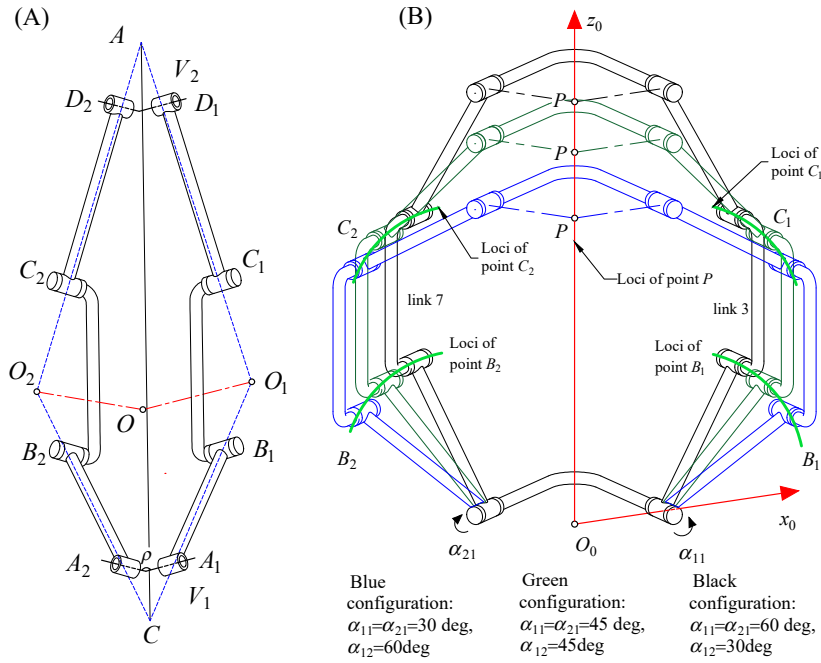 (A)
A
V₂
D₂
D₁
C₂
C₁
O₂
O₁
O
B₂
B₁
ρ
A₂
A₁
V₁
C
(B)
z₀
P
P
P
Loci of
point C₁
C₂
C₁
Loci of
point C₂
Loci of point P
link 7
link 3
Loci of
point B₂
Loci of
point B₁
B₂
B₁
x₀
α₂₁
O₀
α₁₁
Blue
configuration:
α₁₁=α₂₁=30 deg,
α₁₂=60deg
Green
configuration:
α₁₁=α₂₁=45 deg,
α₁₂=45deg
Black
configuration:
α₁₁=α₂₁=60 deg,
α₁₂=30deg